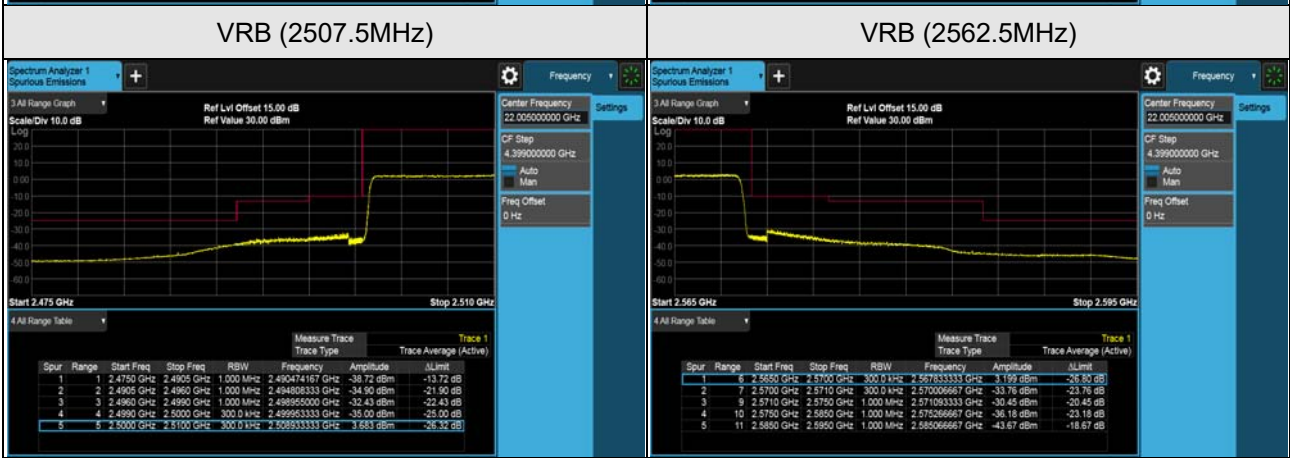 VRB (2507.5MHz) VRB (2562.5MHz)
Spectrum Analyzer 1
Spurious Emissions
+
Frequency
3 All Range Graph
Ref Lvl Offset 15.00 dB
Scale/Div 10.0 dB Ref Value 30.00 dBm
Log
20.0
10.0
0.00
-10.0
-20.0
-30.0
-40.0
-50.0
-60.0
Start 2.475 GHz Stop 2.510 GHz
Center Frequency
22.005000000 GHz
Settings
CF Step
4.399000000 GHz
Auto
Man
Freq Offset
0 Hz
4 All Range Table
Measure Trace Trace 1
Trace Type Trace Average (Active)
Spur Range Start Freq Stop Freq RBW Frequency Amplitude ΔLimit
1 1 2.4750 GHz 2.4905 GHz 1.000 MHz 2.490474167 GHz -38.72 dBm -13.72 dB
2 2 2.4905 GHz 2.4960 GHz 1.000 MHz 2.494808333 GHz -34.90 dBm -21.90 dB
3 3 2.4960 GHz 2.4990 GHz 1.000 MHz 2.498955000 GHz -32.43 dBm -22.43 dB
4 4 2.4990 GHz 2.5000 GHz 300.0 kHz 2.499953333 GHz -35.00 dBm -25.00 dB
5 5 2.5000 GHz 2.5100 GHz 300.0 kHz 2.508933333 GHz 3.683 dBm -26.32 dB
Spectrum Analyzer 1
Spurious Emissions
+
Frequency
3 All Range Graph
Ref Lvl Offset 15.00 dB
Scale/Div 10.0 dB Ref Value 30.00 dBm
Log
20.0
10.0
0.00
-10.0
-20.0
-30.0
-40.0
-50.0
-60.0
Start 2.565 GHz Stop 2.595 GHz
Center Frequency
22.005000000 GHz
Settings
CF Step
4.399000000 GHz
Auto
Man
Freq Offset
0 Hz
4 All Range Table
Measure Trace Trace 1
Trace Type Trace Average (Active)
Spur Range Start Freq Stop Freq RBW Frequency Amplitude ΔLimit
1 6 2.5650 GHz 2.5700 GHz 300.0 kHz 2.567833333 GHz 3.199 dBm -26.80 dB
2 7 2.5700 GHz 2.5710 GHz 300.0 kHz 2.570006667 GHz -33.76 dBm -23.76 dB
3 9 2.5710 GHz 2.5750 GHz 1.000 MHz 2.571093333 GHz -30.45 dBm -20.45 dB
4 10 2.5750 GHz 2.5850 GHz 1.000 MHz 2.575266667 GHz -36.18 dBm -23.18 dB
5 11 2.5850 GHz 2.5950 GHz 1.000 MHz 2.585066667 GHz -43.67 dBm -18.67 dB